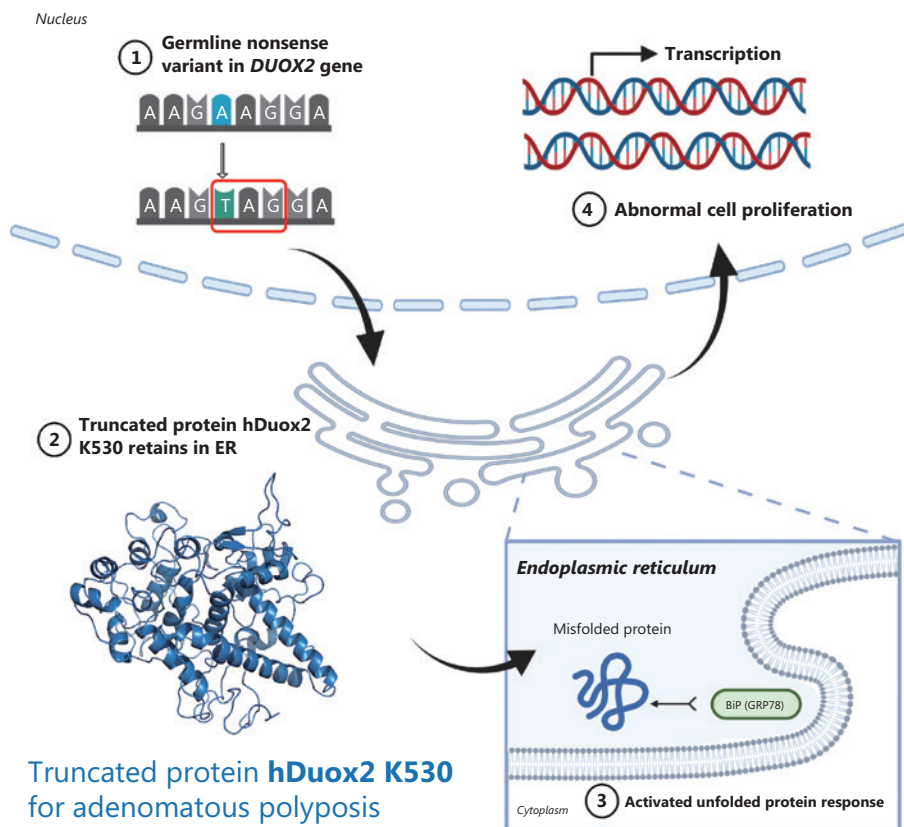 Nucleus
1
Germline nonsense
variant in DUOX2 gene
A A G A A G G A
A A G T A G G A
Transcription
4 Abnormal cell proliferation
2
Truncated protein hDuox2
K530 retains in ER
Endoplasmic reticulum
Misfolded protein
BiP (GRP78)
Cytoplasm
3 Activated unfolded protein response
Truncated protein hDuox2 K530
for adenomatous polyposis